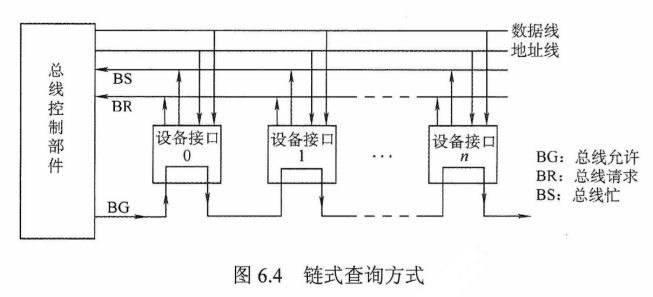 数据线
地址线
总线控制部件
BS
BR
设备接口
0
设备接口
1
…
设备接口
n
BG
BG：总线允许
BR：总线请求
BS：总线忙
图 6.4 链式查询方式